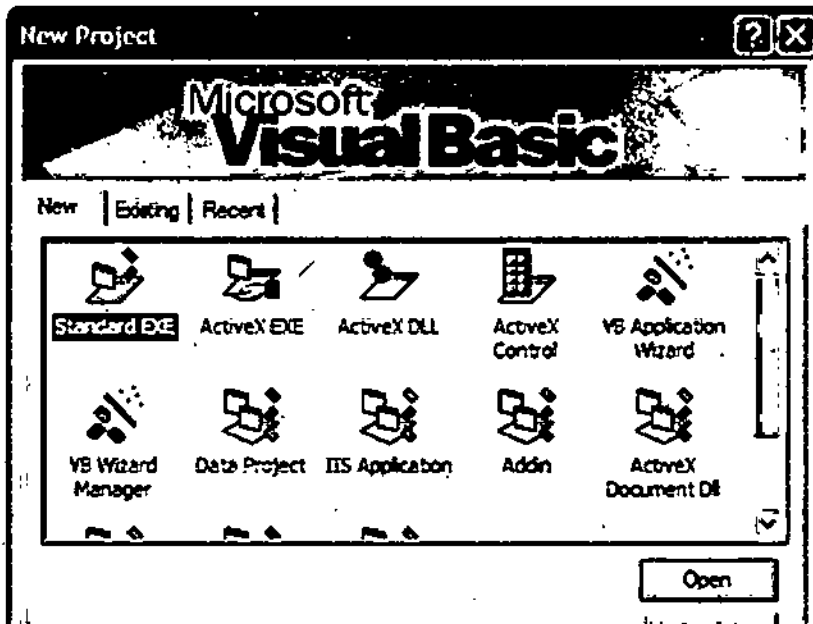 New Project
Microsoft
Visual Basic
New Existing Recent
Standard EXE ActiveX EXE ActiveX DLL ActiveX Control VB Application Wizard
VB Wizard Manager Data Project IIS Application Addin ActiveX Document Dll
Open